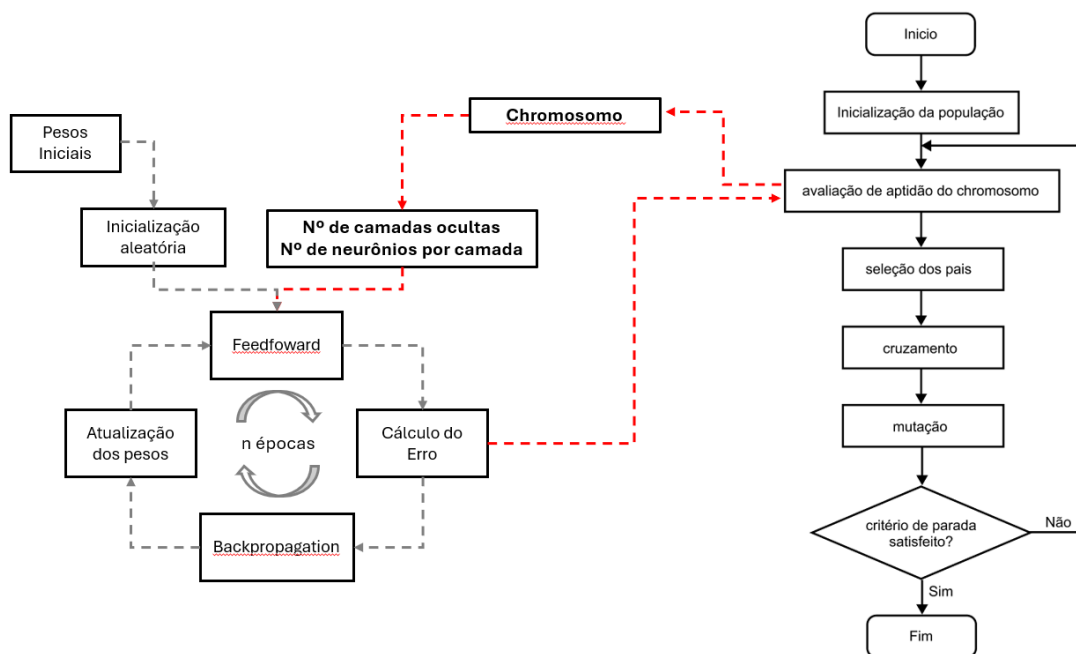 Inicio
Inicialização da população
avaliação de aptidão do chromosomo
seleção dos pais
cruzamento
mutação
critério de parada
satisfeito?
Não
Sim
Fim
Chromosomo
Nº de camadas ocultas
Nº de neurônios por camada
Pesos
Iniciais
Inicialização
aleatória
Feedfoward
Cálculo do
Erro
Backpropagation
Atualização
dos pesos
n épocas